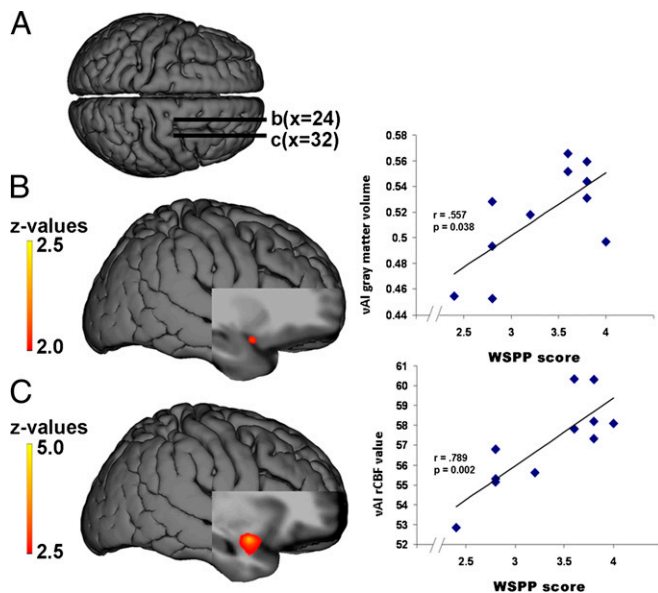 A
b(x=24)
c(x=32)
B
z-values
2.5
2.0
vAI gray matter volume
0.58
0.56
0.54
0.52
0.5
0.48
0.46
0.44
r = .557
p = 0.038
2.5 3 3.5 4
WSPP score
C
z-values
5.0
2.5
vAI rCBF value
61
60
59
58
57
56
55
54
53
52
r = .789
p = 0.002
2.5 3 3.5 4
WSPP score